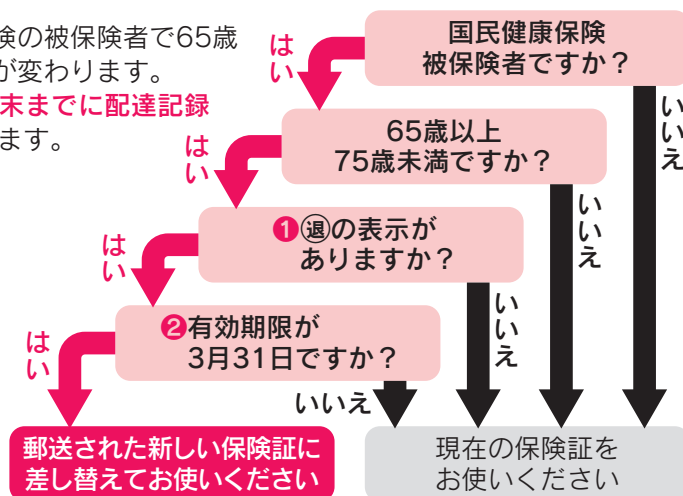 険の被保険者で65歳
が変わります。
末までに配達記録
ます。
国民健康保険
被保険者ですか？
はい
いいえ
65歳以上
75歳未満ですか？
はい
いいえ
❶㊡の表示が
ありますか？
はい
いいえ
❷有効期限が
3月31日ですか？
はい
いいえ
郵送された新しい保険証に
差し替えてお使いください
現在の保険証を
お使いください